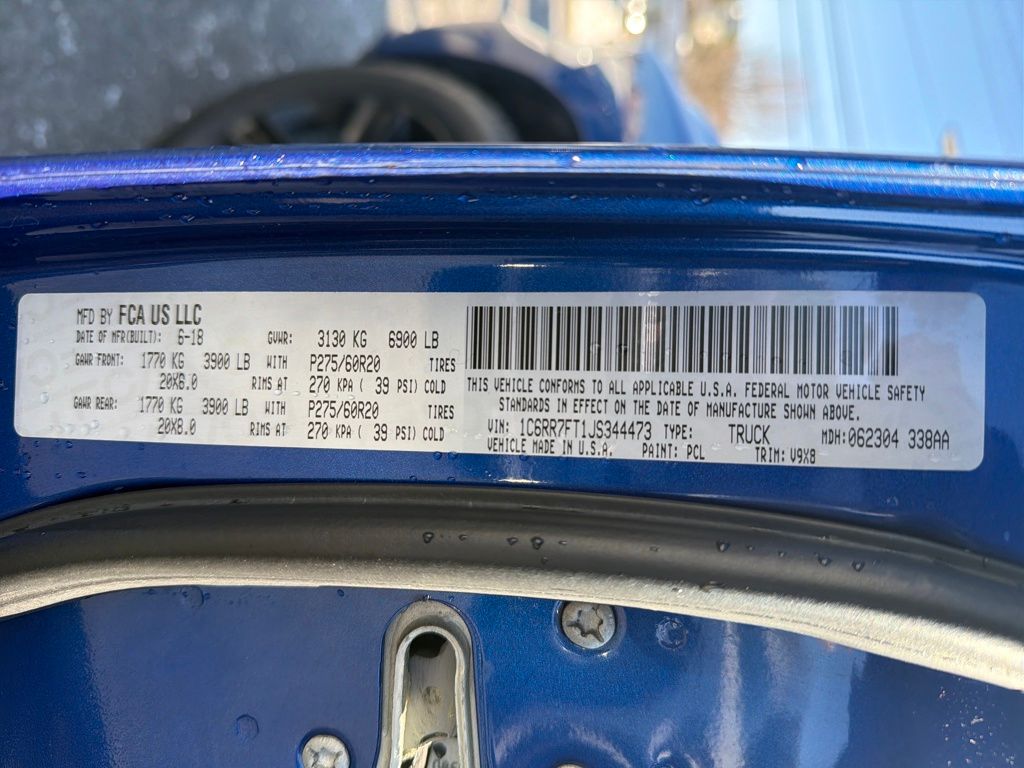 MFD BY FCA US LLC
DATE OF MFR(BUILT): 6-18 GVWR: 3130 KG 6900 LB
GAWR FRONT: 1770 KG 3900 LB WITH P275/60R20 TIRES
20X6.0 RIMS AT 270 KPA ( 39 PSI) COLD
GAWR REAR: 1770 KG 3900 LB WITH P275/60R20 TIRES
20X8.0 RIMS AT 270 KPA ( 39 PSI) COLD
THIS VEHICLE CONFORMS TO ALL APPLICABLE U.S.A. FEDERAL MOTOR VEHICLE SAFETY
STANDARDS IN EFFECT ON THE DATE OF MANUFACTURE SHOWN ABOVE.
VIN: 1C6RR7FT1JS344473 TYPE: TRUCK MDH:062304 338AA
VEHICLE MADE IN U.S.A. PAINT: PCL TRIM: V9X8